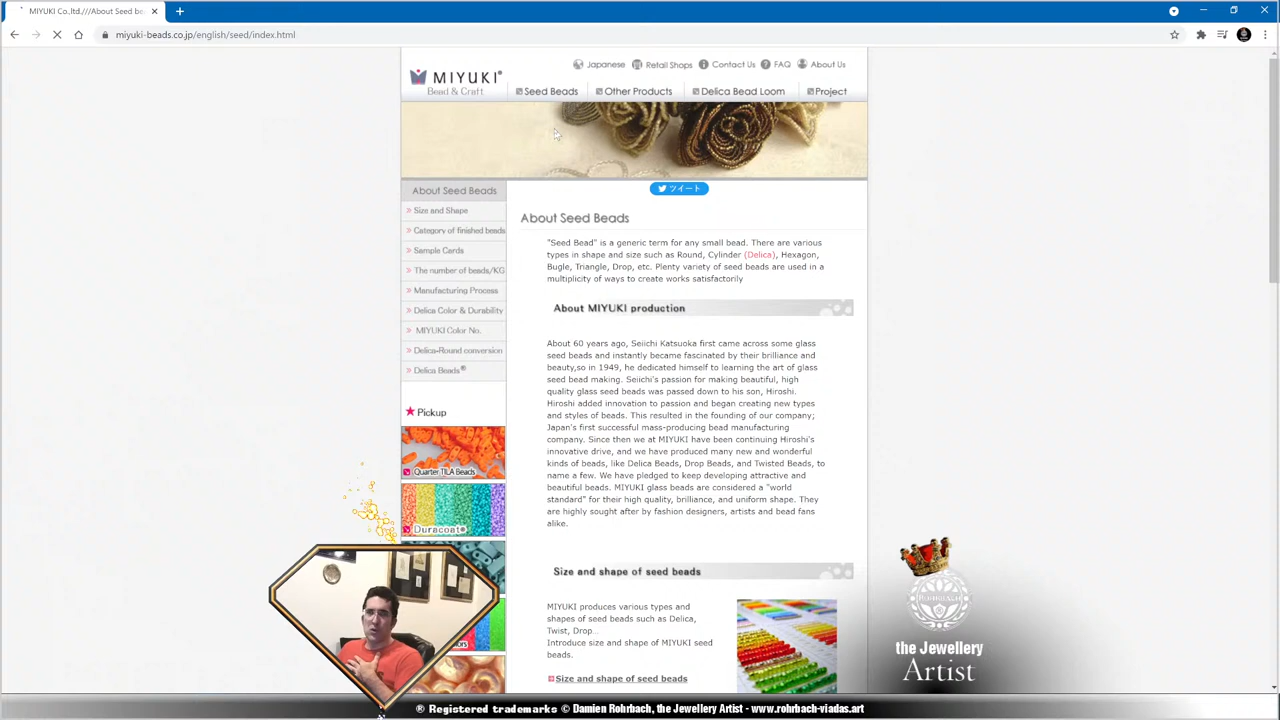 MIYUKI Co.,ltd.///About Seed be
miyuki-beads.co.jp/english/seed/index.html
Japanese Retail Shops Contact Us FAQ About Us
MIYUKI®
Bead & Craft
Seed Beads Other Products Delica Bead Loom Project
ツイート
About Seed Beads
Size and Shape
Category of finished beads
Sample Cards
The number of beads/KG
Manufacturing Process
Delica Color & Durability
MIYUKI Color No.
Delica-Round conversion
Delica Beads®
Pickup
Quarter TILA Beads
Duracoat®
About Seed Beads
"Seed Bead" is a generic term for any small bead. There are various
types in shape and size such as Round, Cylinder (Delica), Hexagon,
Bugle, Triangle, Drop, etc. Plenty variety of seed beads are used in a
multiplicity of ways to create works satisfactorily
About MIYUKI production
About 60 years ago, Seiichi Katsuoka first came across some glass
seed beads and instantly became fascinated by their brilliance and
beauty,so in 1949, he dedicated himself to learning the art of glass
seed bead making. Seiichi's passion for making beautiful, high
quality glass seed beads was passed down to his son, Hiroshi.
Hiroshi added innovation to passion and began creating new types
and styles of beads. This resulted in the founding of our company;
Japan's first successful mass-producing bead manufacturing
company. Since then we at MIYUKI have been continuing Hiroshi's
innovative drive, and we have produced many new and wonderful
kinds of beads, like Delica Beads, Drop Beads, and Twisted Beads, to
name a few. We have pledged to keep developing attractive and
beautiful beads. MIYUKI glass beads are considered a "world
standard" for their high quality, brilliance, and uniform shape. They
are highly sought after by fashion designers, artists and bead fans
alike.
Size and shape of seed beads
MIYUKI produces various types and
shapes of seed beads such as Delica,
Twist, Drop...
Introduce size and shape of MIYUKI seed
beads.
Size and shape of seed beads
ROHRBACH
the Jewellery
Artist
® Registered trademarks © Damien Rohrbach, the Jewellery Artist - www.rohrbach-viadas.art